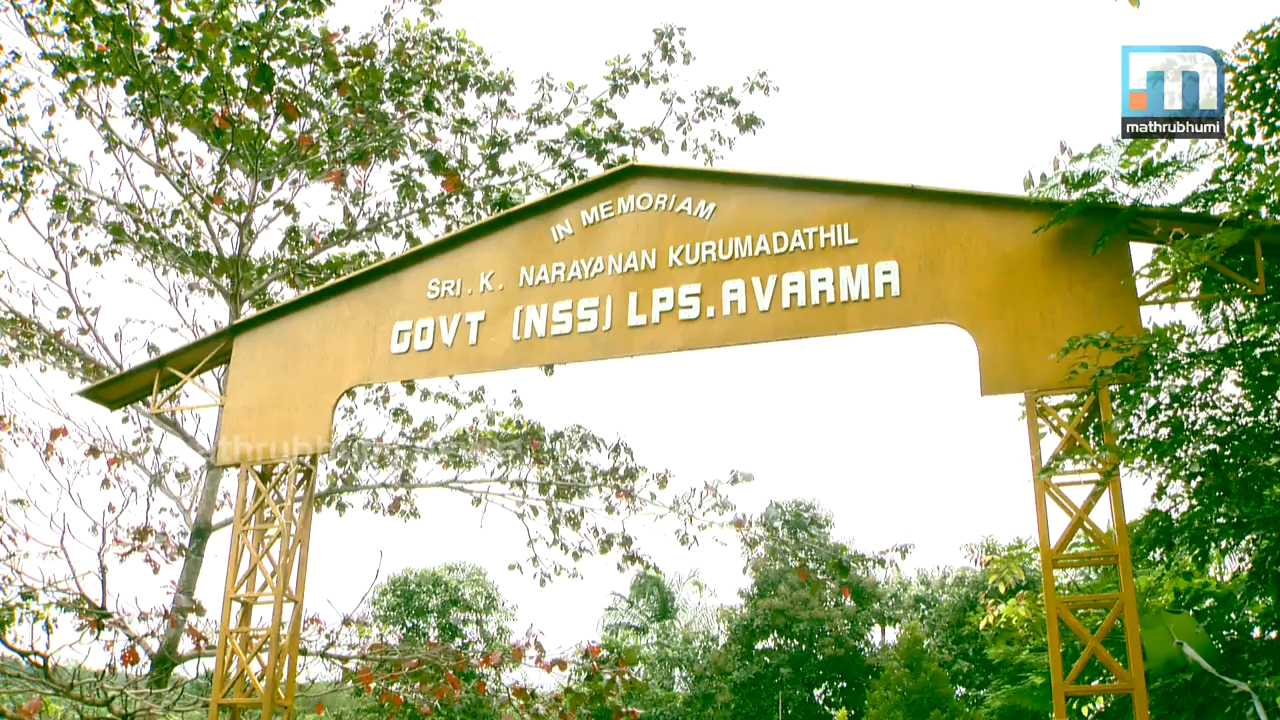 mathrubhumi
IN MEMORIAM
SRI. K. NARAYANAN KURUMADATHIL
GOVT (NSS) LPS.AVARMA